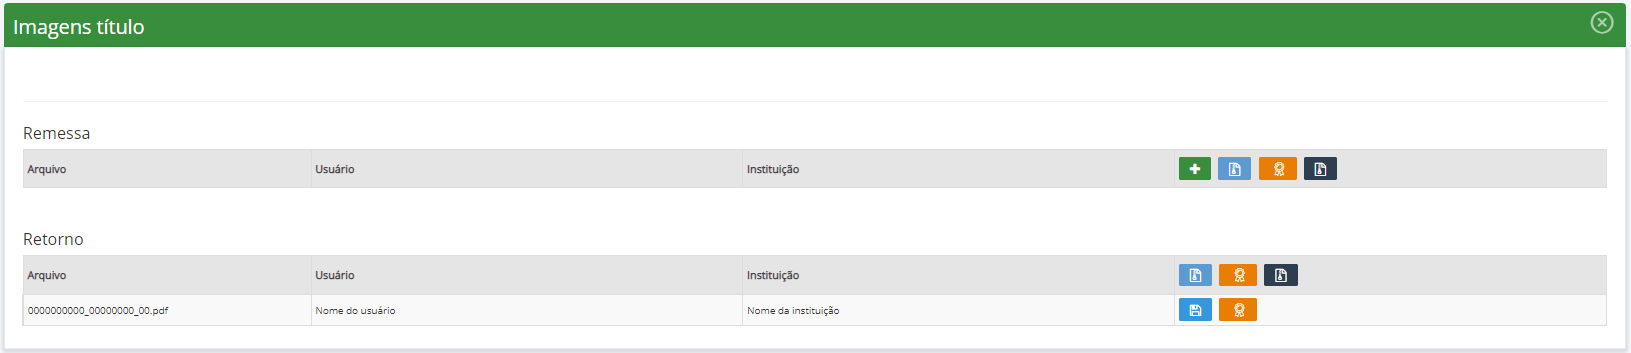 Imagens título
Remessa
Arquivo Usuário Instituição
Retorno
Arquivo Usuário Instituição
0000000000_00000000_00.pdf Nome do usuário Nome da instituição